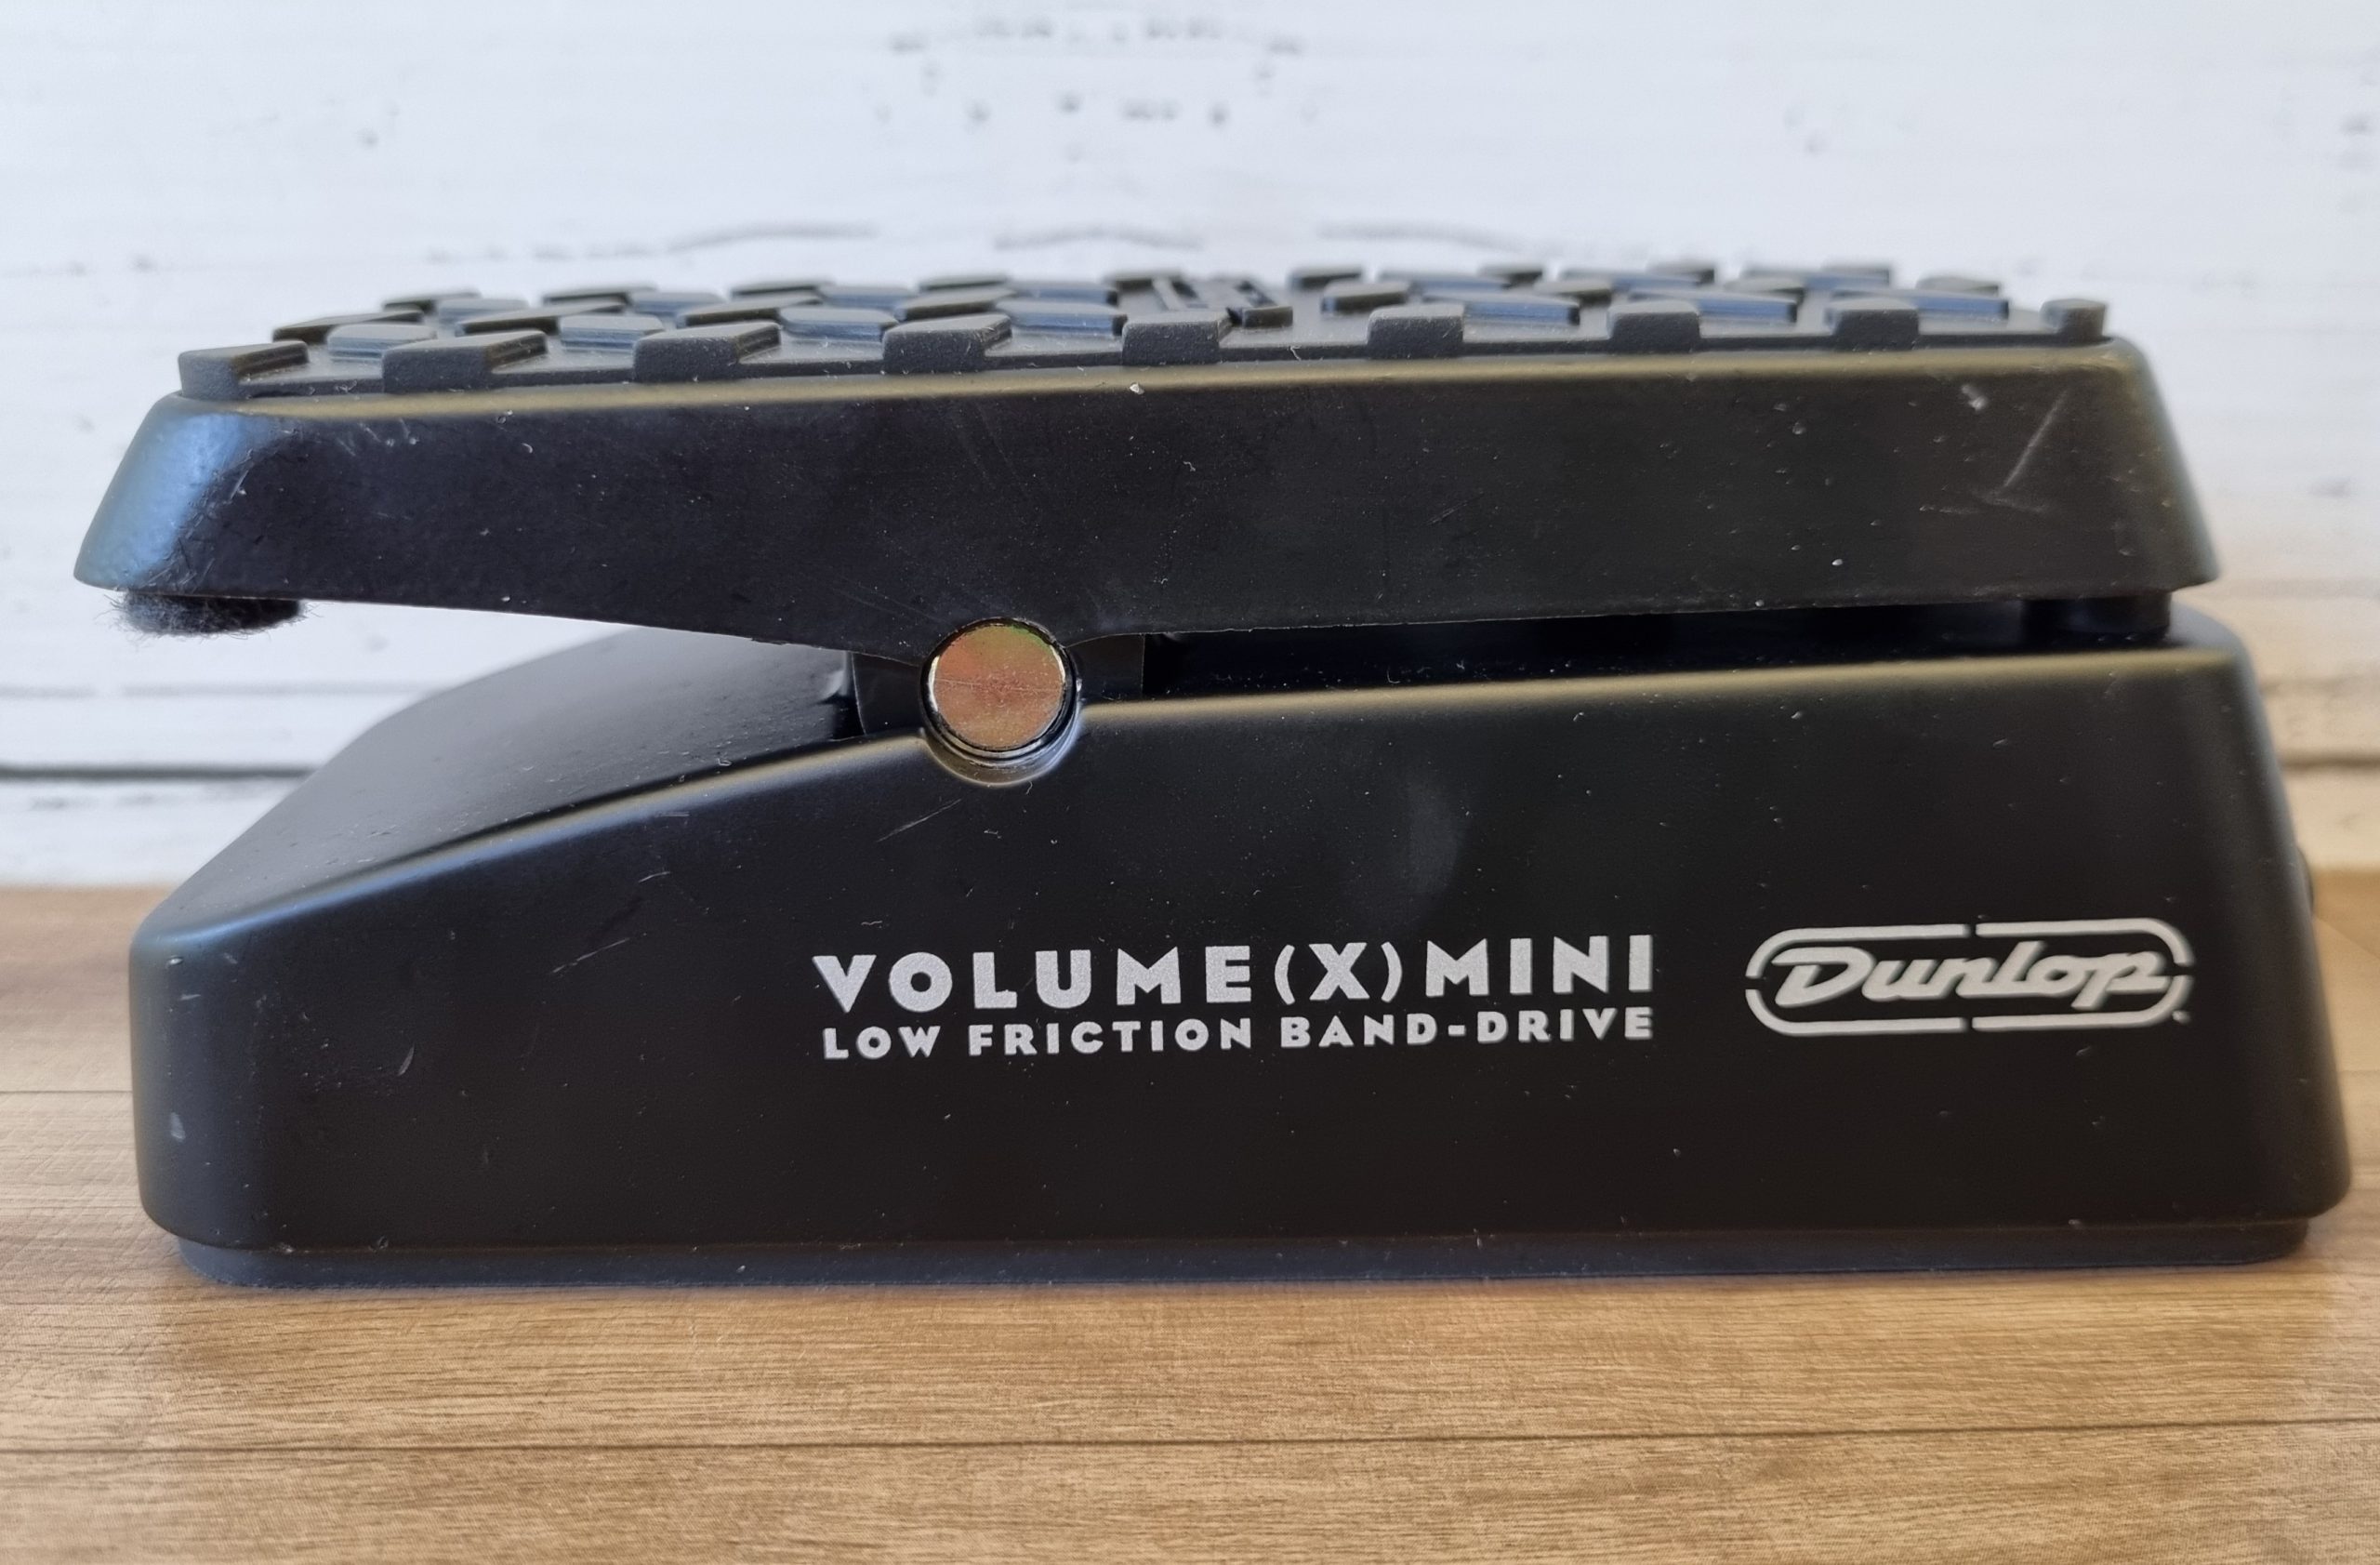 VOLUME(X)MINI
LOW FRICTION BAND-DRIVE
Dunlop